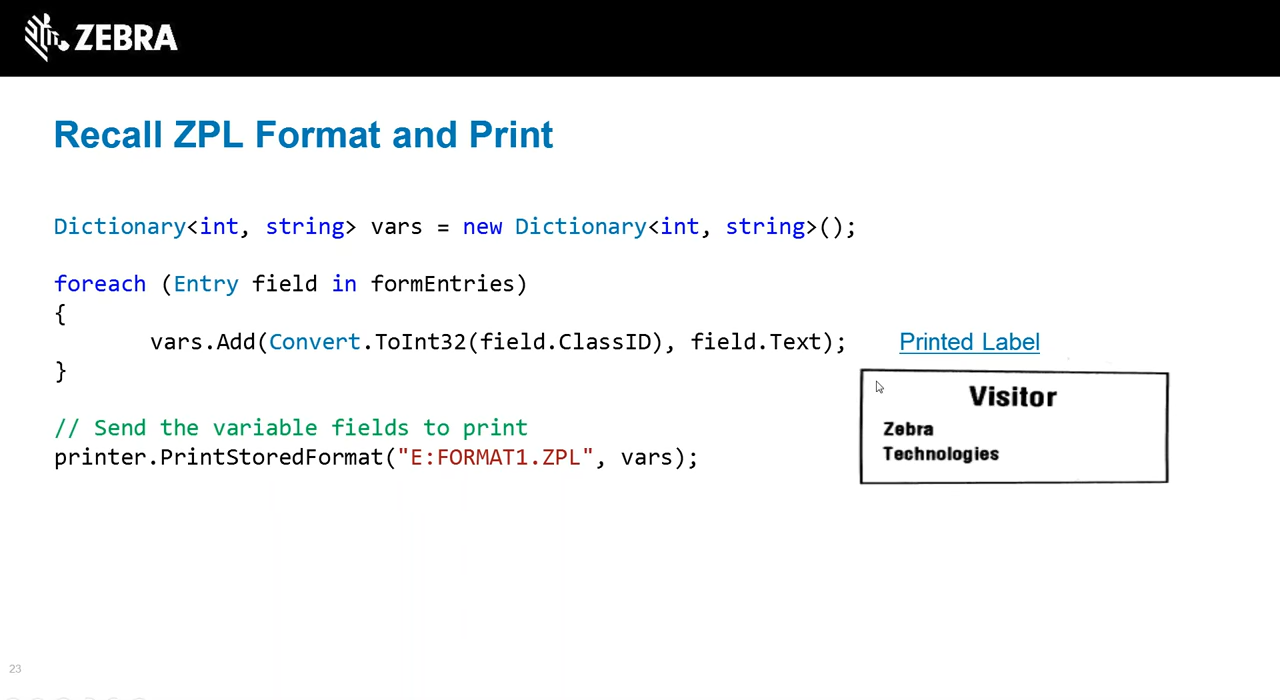 ZEBRA
Recall ZPL Format and Print
Dictionary<int, string> vars = new Dictionary<int, string>();
foreach (Entry field in formEntries)
{
vars.Add(Convert.ToInt32(field.ClassID), field.Text);
}
// Send the variable fields to print
printer.PrintStoredFormat("E:FORMAT1.ZPL", vars);
Printed Label
Visitor
Zebra
Technologies
23